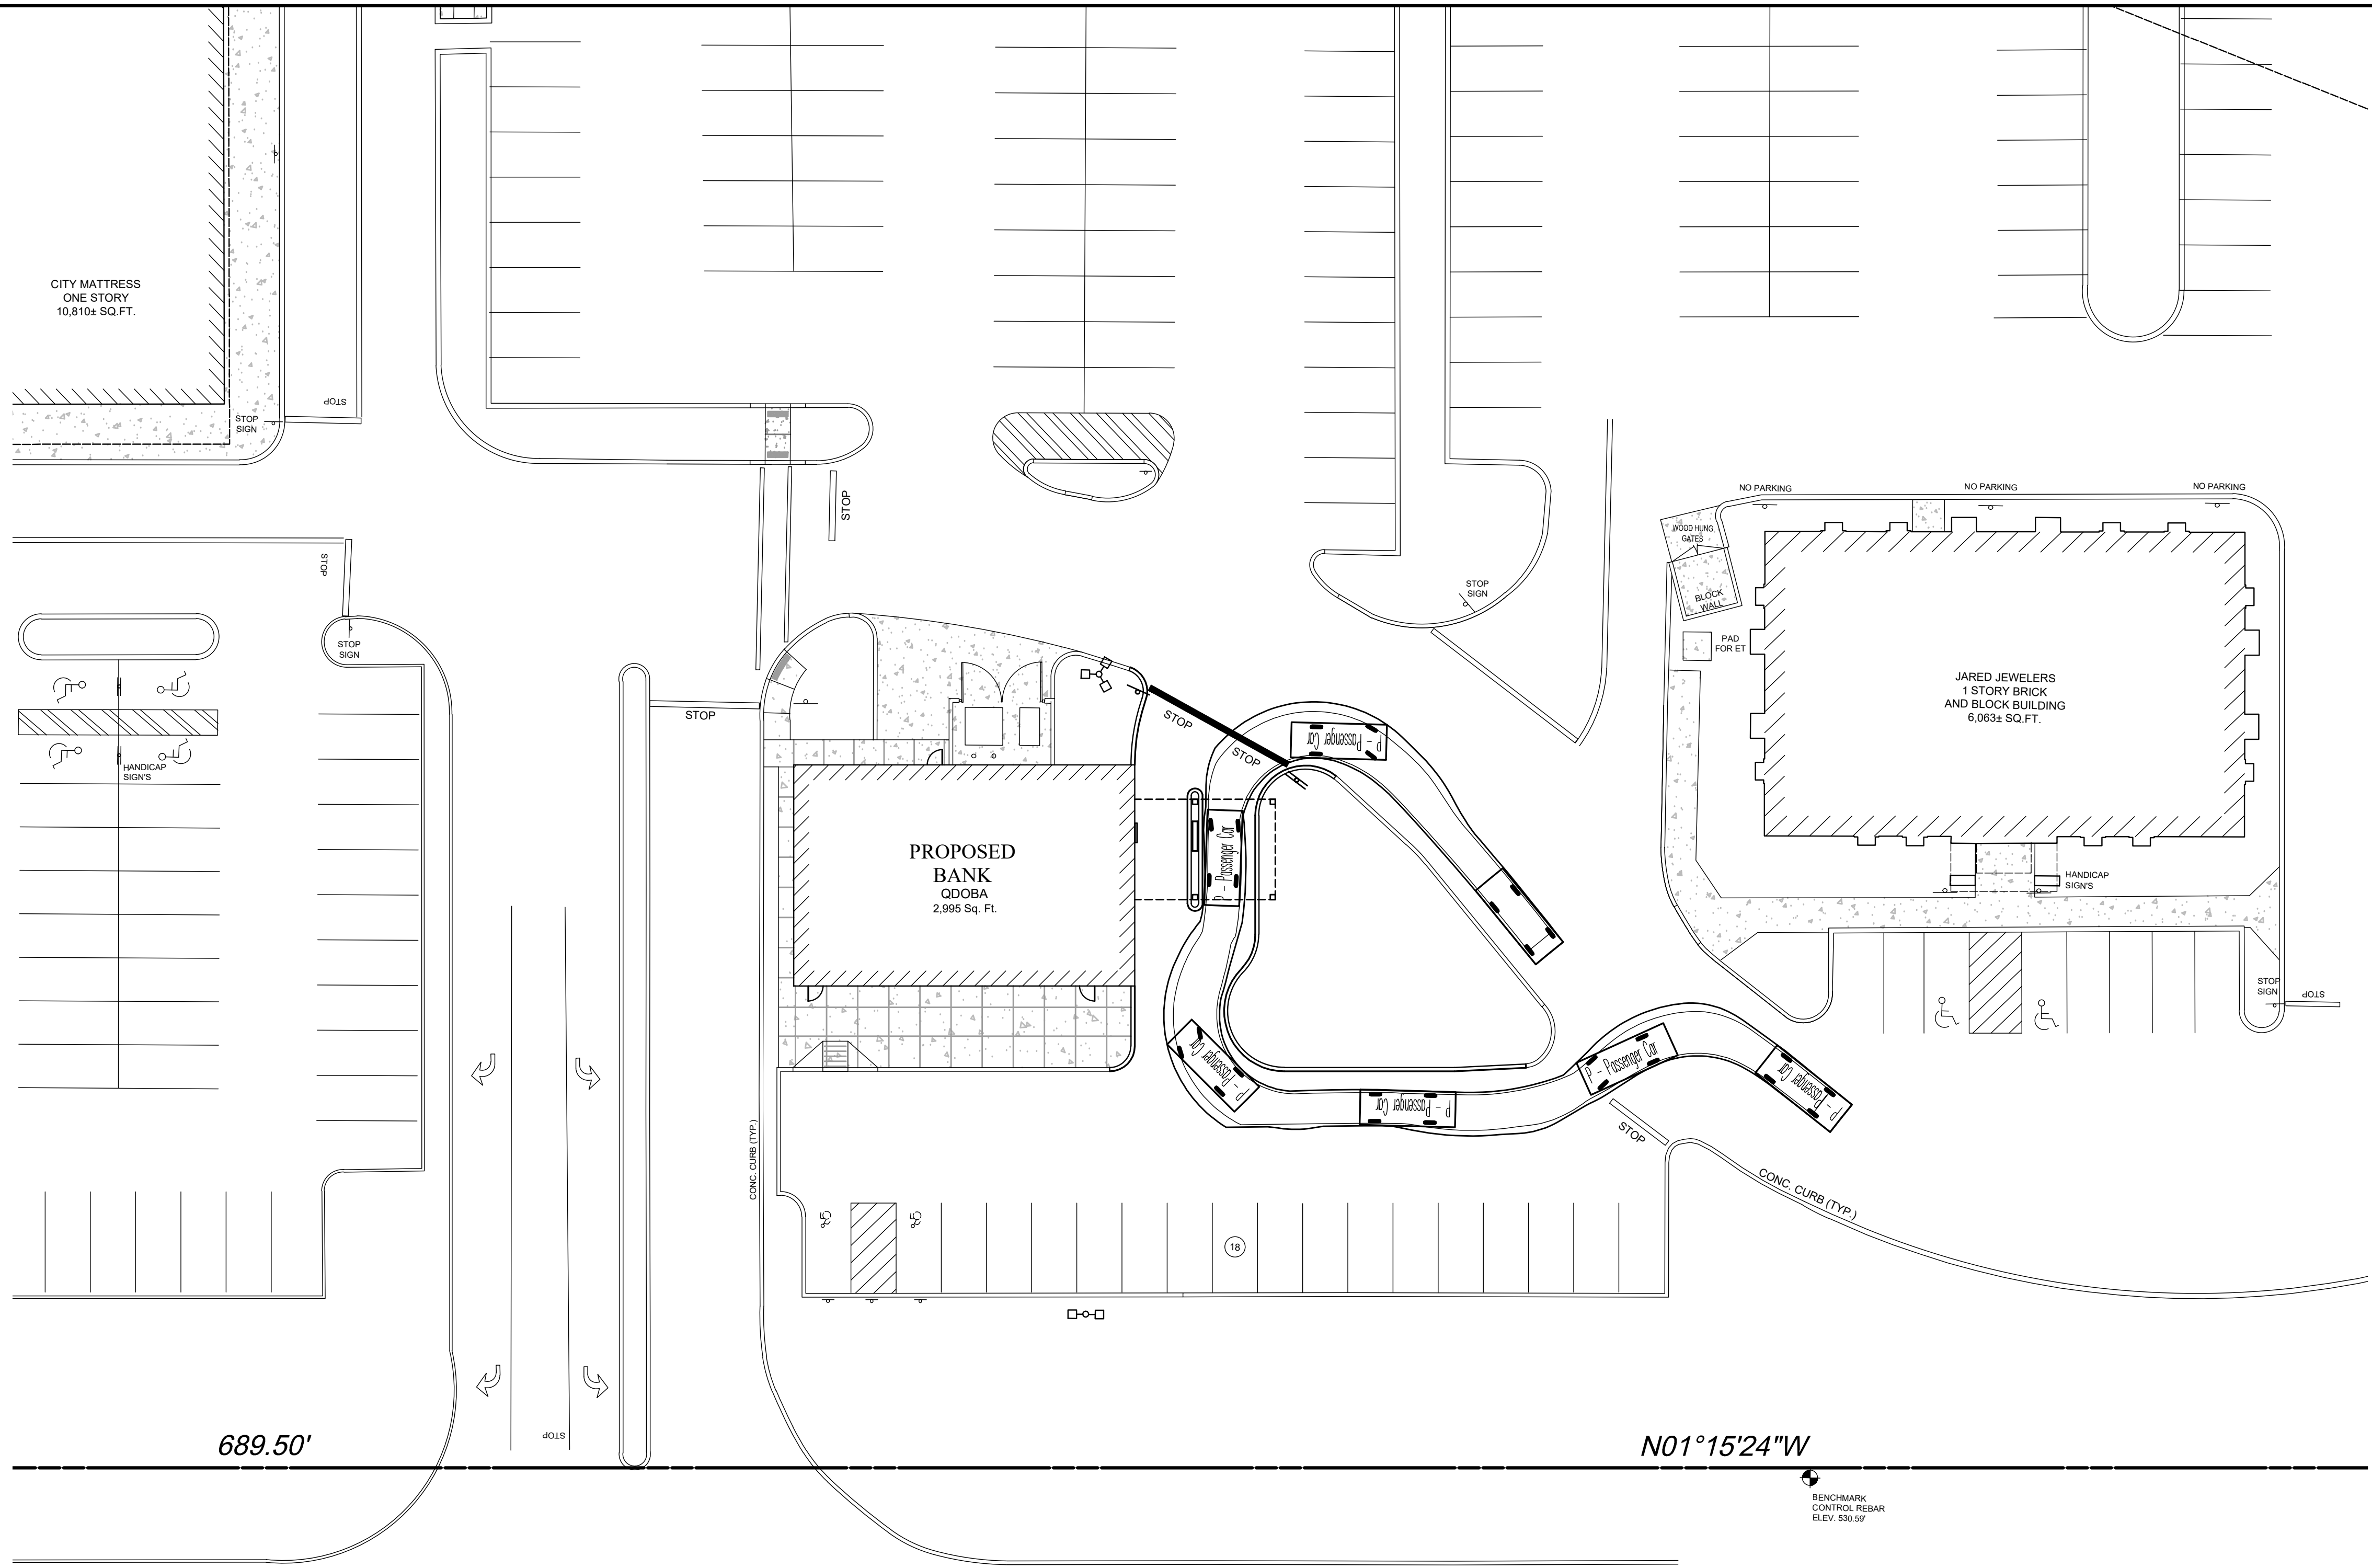 CITY MATTRESS
ONE STORY
10,810± SQ.FT.
STOP
STOP
SIGN
STOP
STOP
NO PARKING
NO PARKING
NO PARKING
WOOD HUNG
GATES
BLOCK
WALL
STOP
SIGN
STOP
SIGN
PAD
FOR ET
JARED JEWELERS
1 STORY BRICK
AND BLOCK BUILDING
6,063± SQ.FT.
STOP
STOP
STOP
P - Passenger Car
HANDICAP
SIGN'S
P - Passenger Car
PROPOSED
BANK
QDOBA
2,995 Sq. Ft.
HANDICAP
SIGN'S
STOP
SIGN
STOP
P - Passenger Car
P - Passenger Car
P - Passenger Car
P - Passenger Car
STOP
CONC. CURB (TYP.)
CONC. CURB (TYP.)
18
STOP
689.50'
N01°15'24"W
BENCHMARK
CONTROL REBAR
ELEV. 530.59'